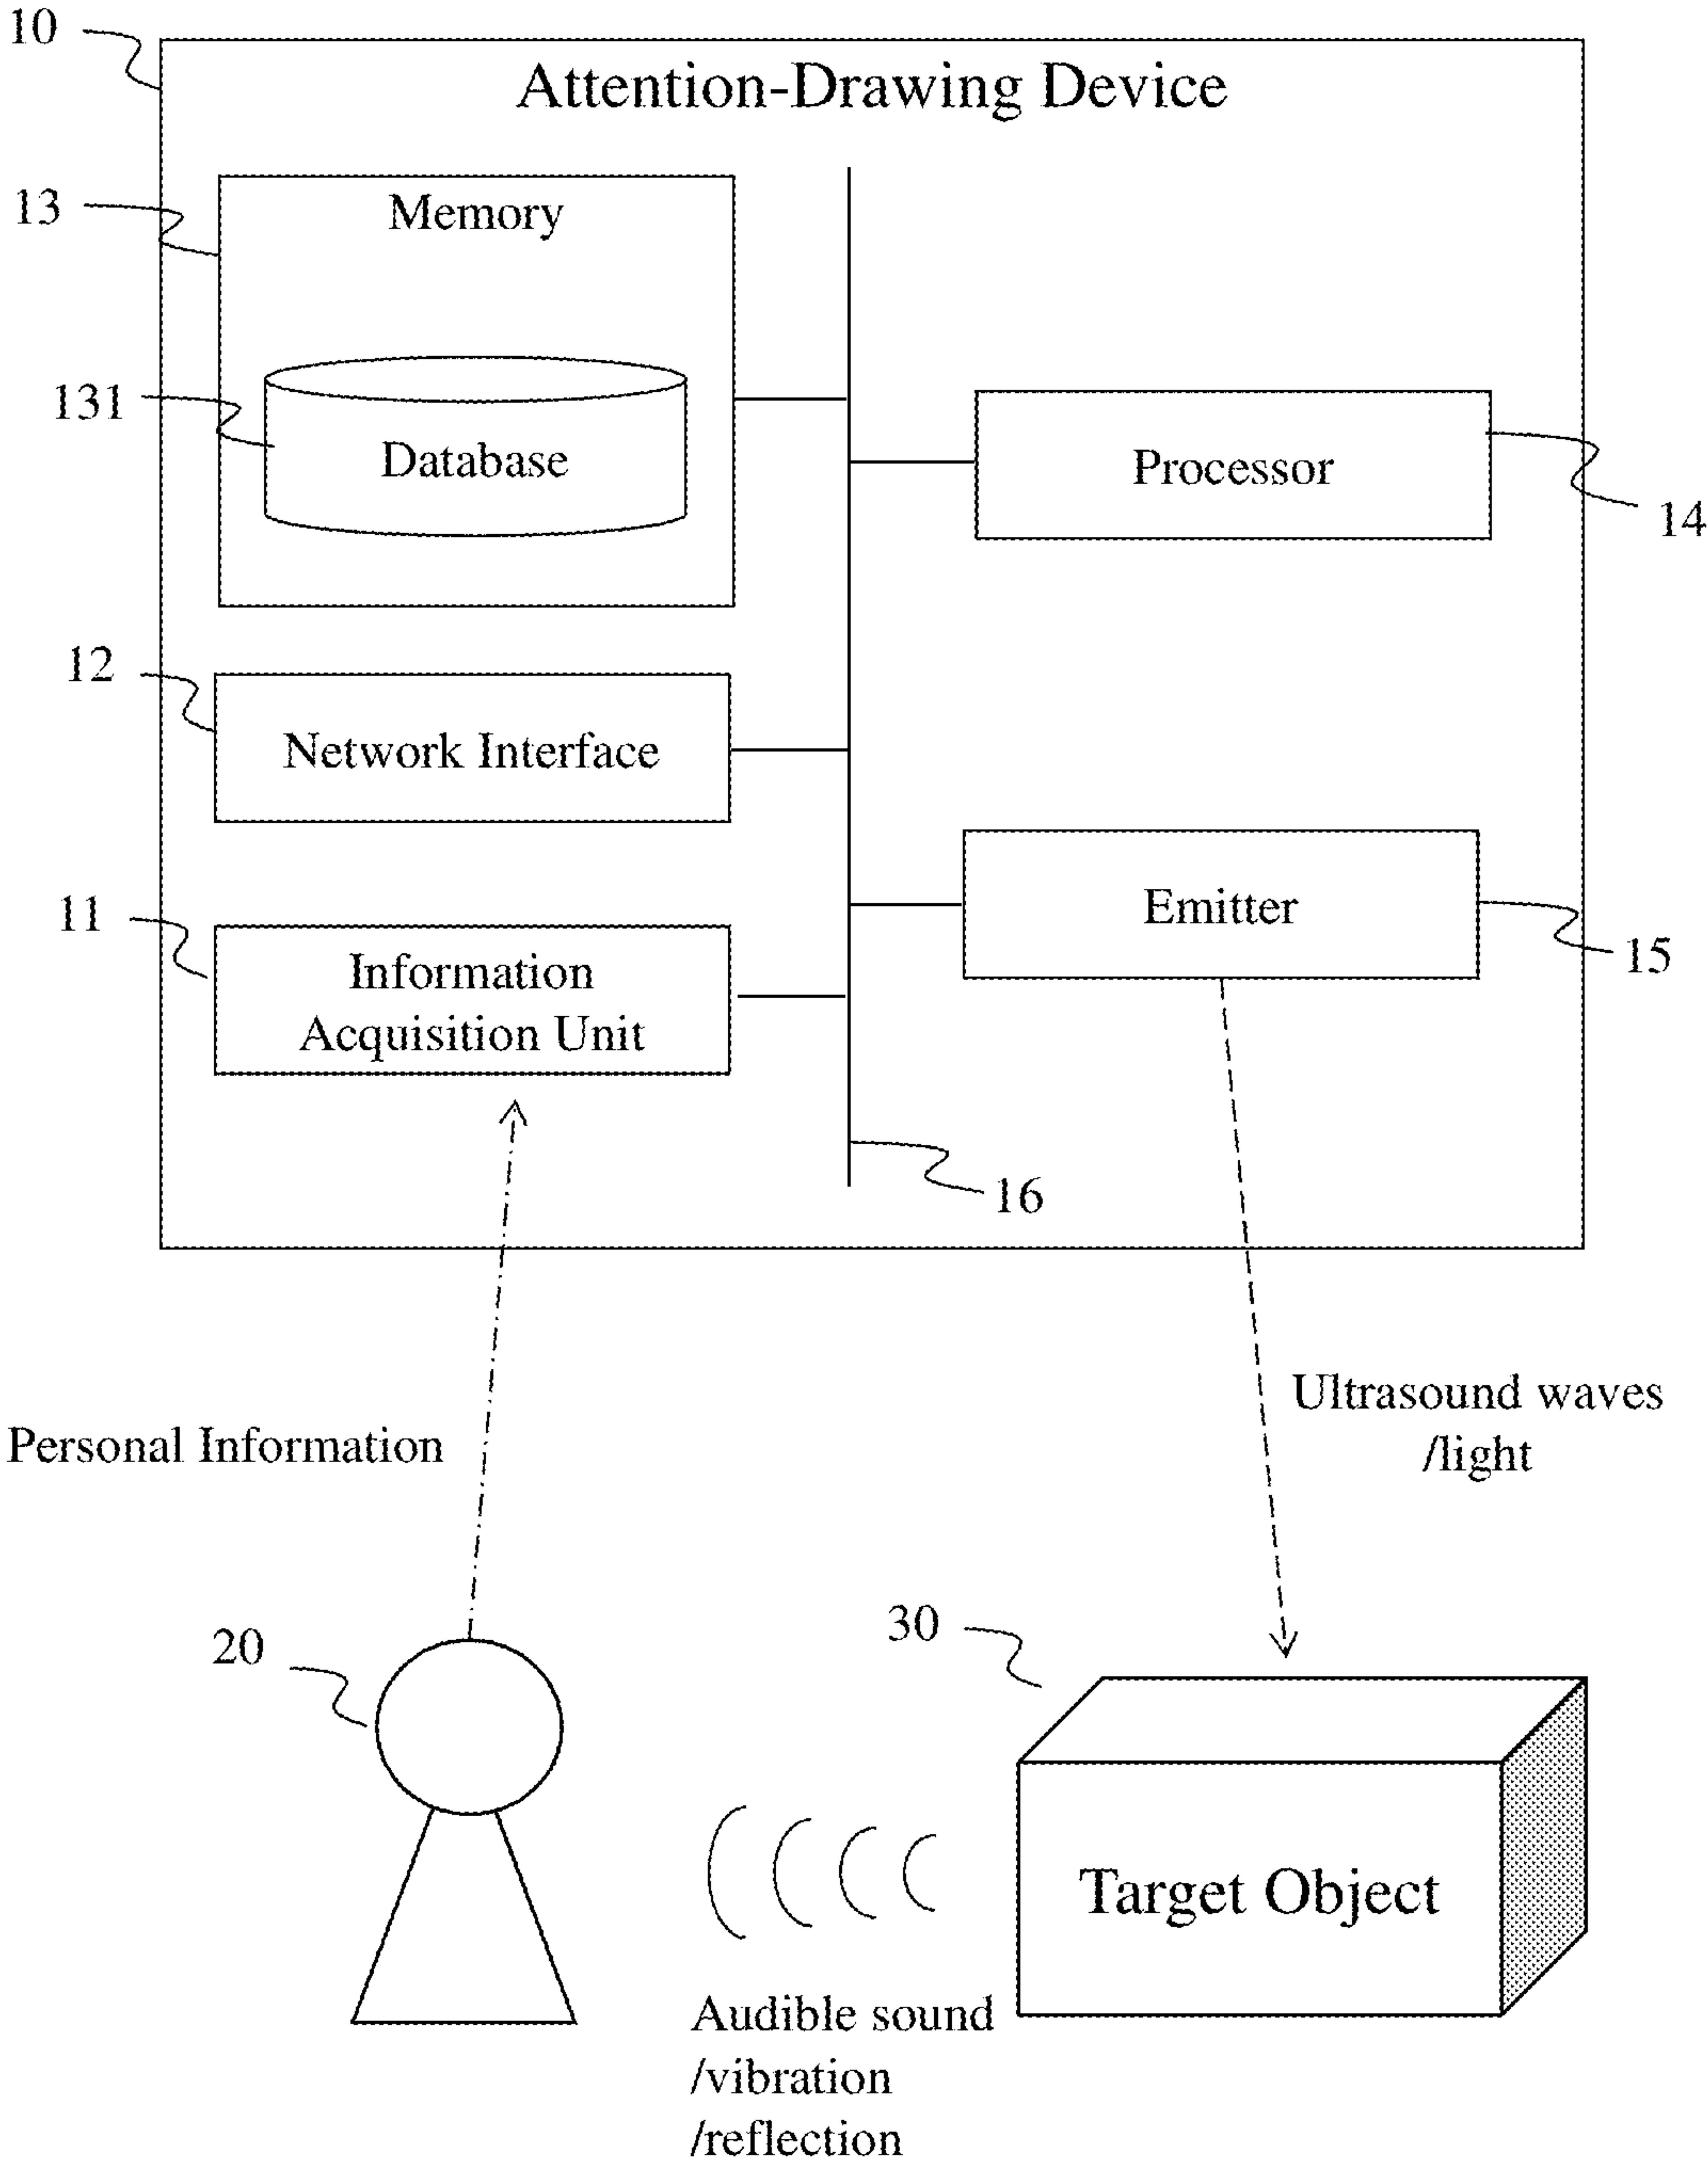 10
Attention-Drawing Device
13
Memory
131
Database
Processor
14
12
Network Interface
11
Information
Acquisition Unit
Emitter
15
16
Personal Information
Ultrasound waves
/light
20
30
Target Object
Audible sound
/vibration
/reflection